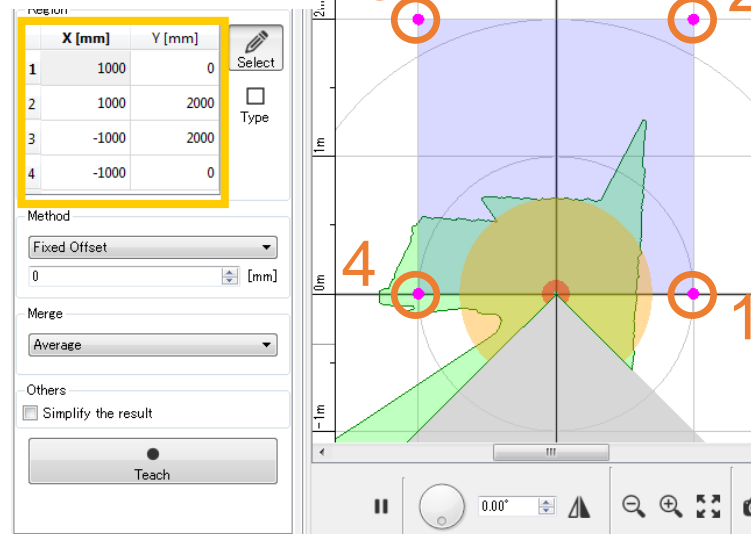 Region
X [mm] Y [mm]
1 1000 0
2 1000 2000
3 -1000 2000
4 -1000 0
Select
Type
Method
Fixed Offset
0 [mm]
Merge
Average
Others
Simplify the result
Teach
2
1m
4
0m
1
-1m
0.00°